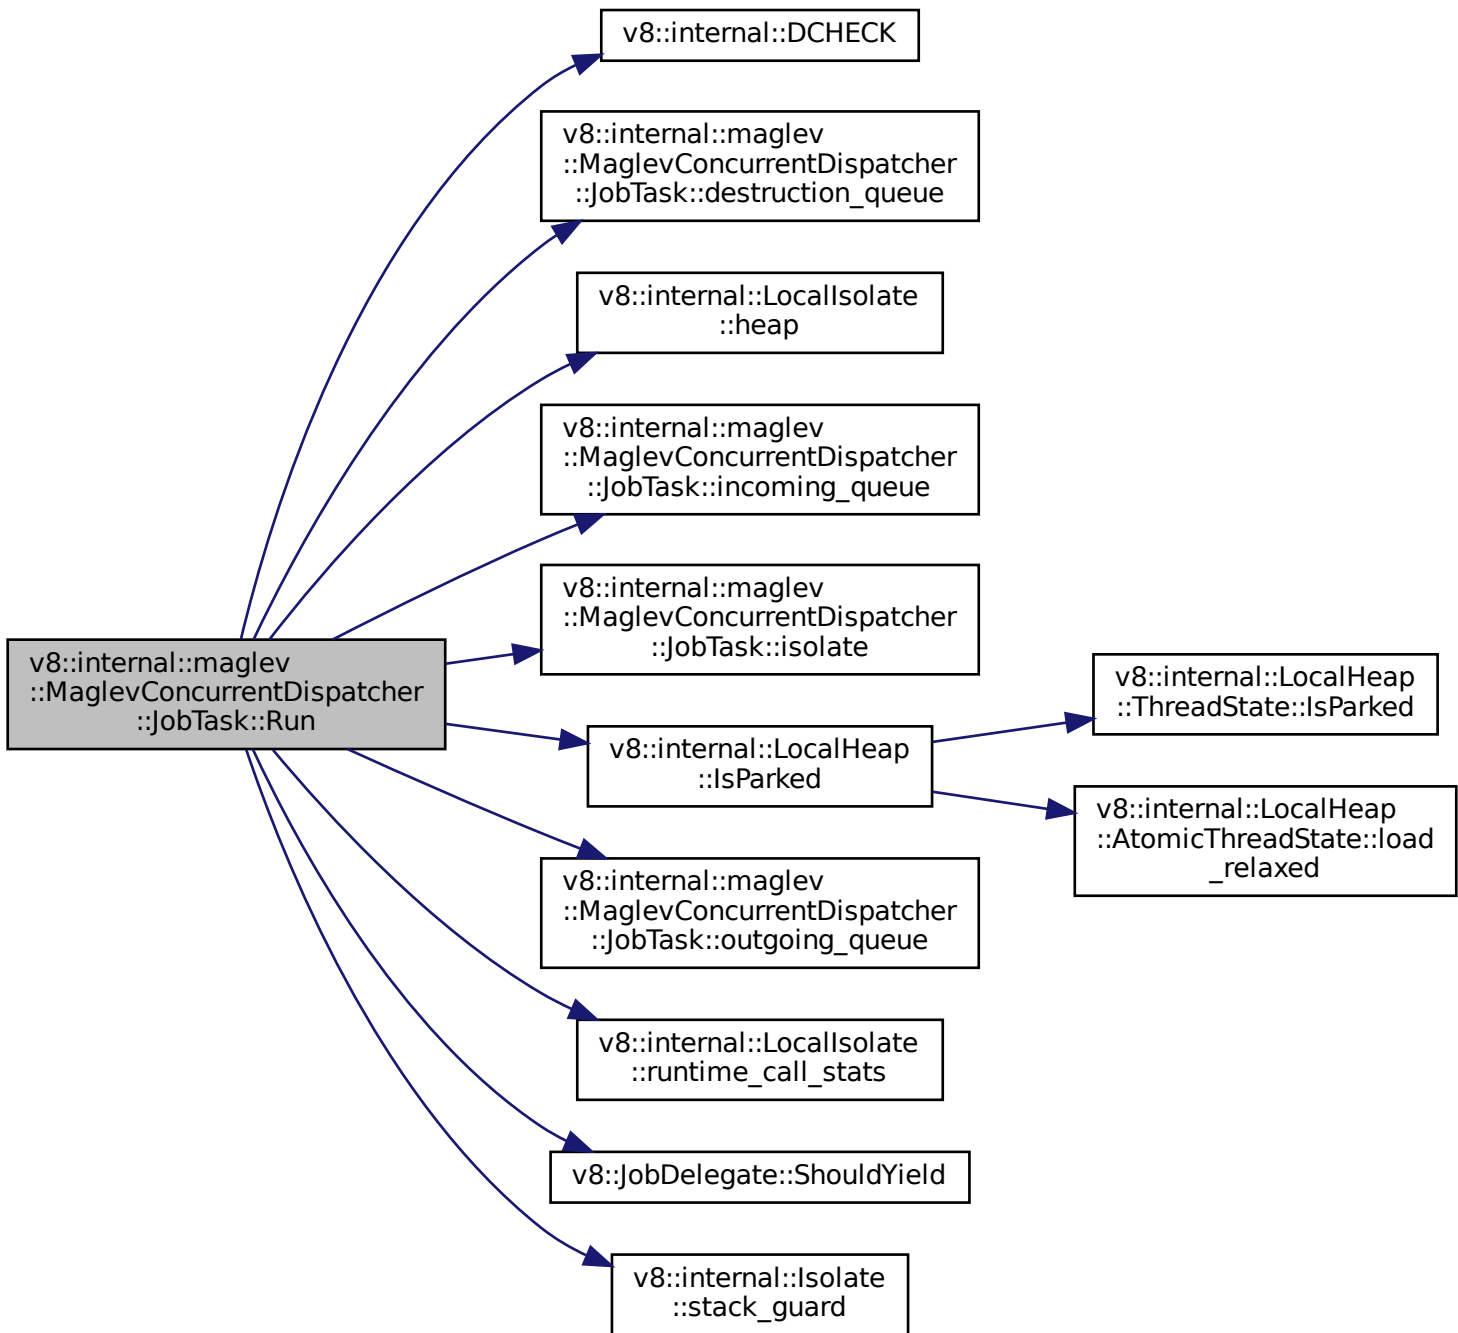 v8::internal::DCHECK
v8::internal::maglev
::MaglevConcurrentDispatcher
::JobTask::destruction_queue
v8::internal::LocalIsolate
::heap
v8::internal::maglev
::MaglevConcurrentDispatcher
::JobTask::incoming_queue
v8::internal::maglev
::MaglevConcurrentDispatcher
::JobTask::isolate
v8::internal::maglev
::MaglevConcurrentDispatcher
::JobTask::Run
v8::internal::LocalHeap
::IsParked
v8::internal::LocalHeap
::ThreadState::IsParked
v8::internal::LocalHeap
::AtomicThreadState::load
_relaxed
v8::internal::maglev
::MaglevConcurrentDispatcher
::JobTask::outgoing_queue
v8::internal::LocalIsolate
::runtime_call_stats
v8::JobDelegate::ShouldYield
v8::internal::Isolate
::stack_guard